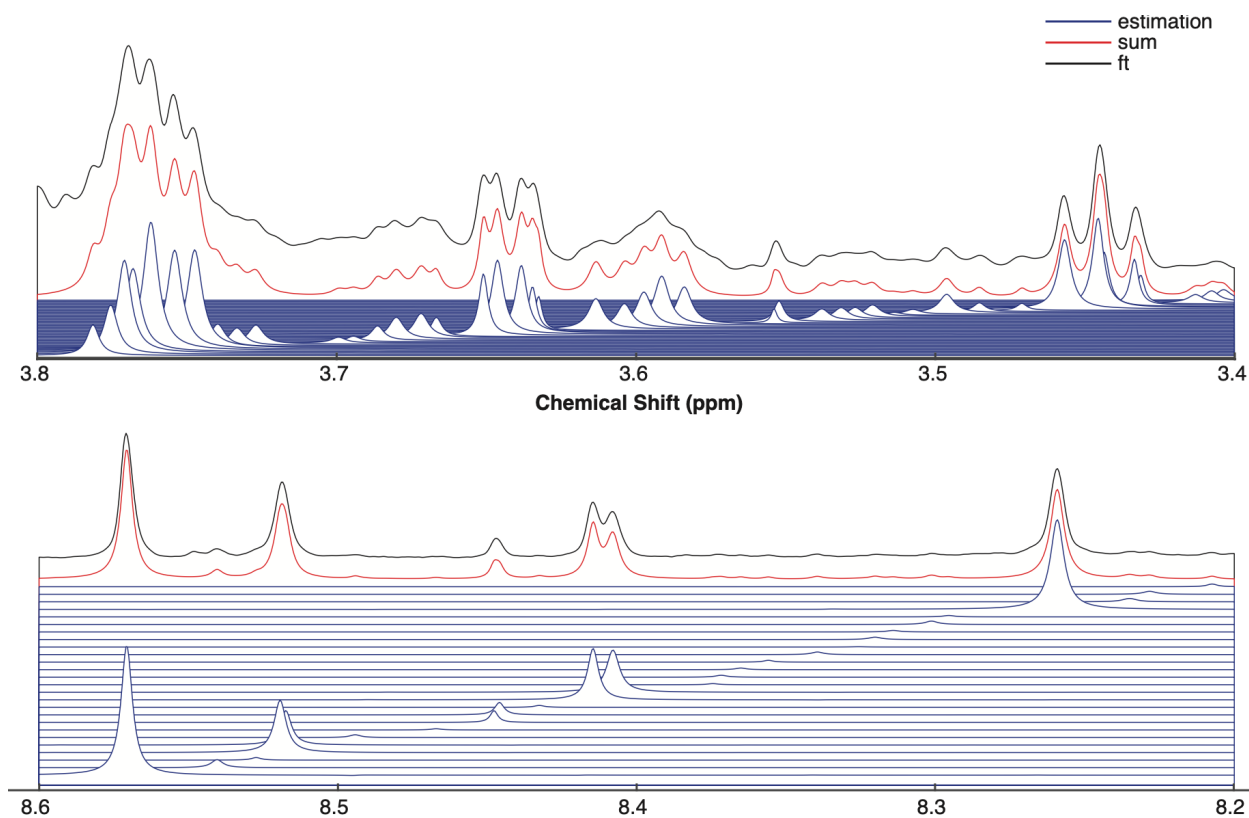 estimation
sum
ft
3.8 3.7 3.6 3.5 3.4
Chemical Shift (ppm)
8.6 8.5 8.4 8.3 8.2